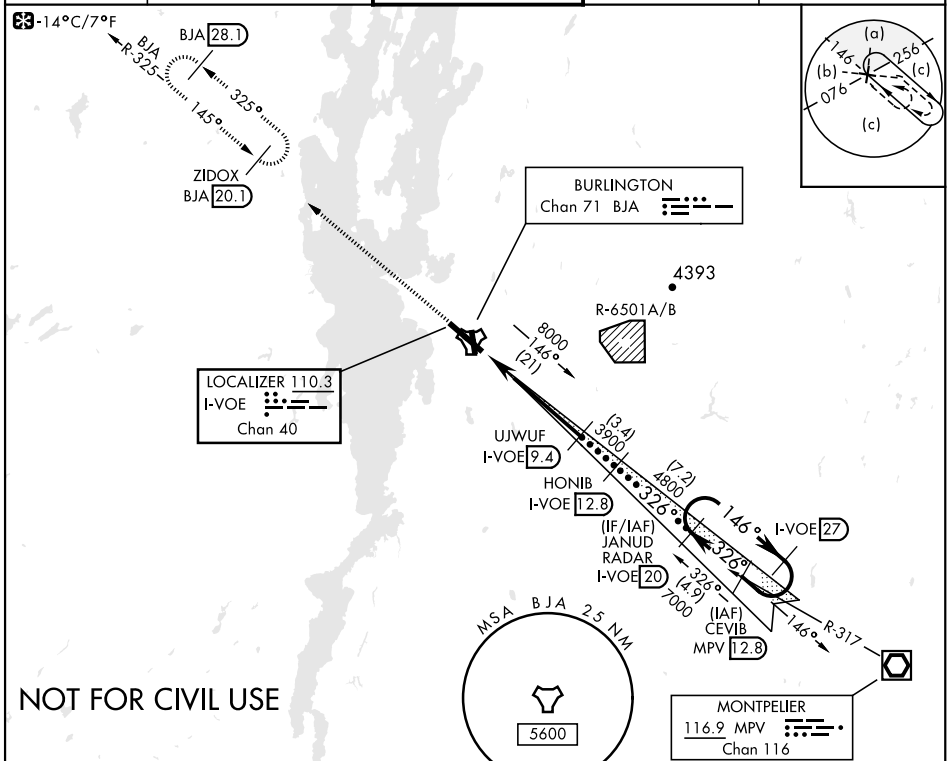 -14°C/7°F
BJA 28.1
BJA
R-325
325°
145°
ZIDOX
BJA 20.1
(a)
146
256
(b)
(c)
076
(c)
BURLINGTON
Chan 71 BJA
4393
R-6501A/B
8000
146°
(21)
LOCALIZER 110.3
I-VOE
Chan 40
UJWUF
I-VOE 9.4
(3.4)
3900
HONIB
I-VOE 12.8
(7.2)
4800
326°
146°
I-VOE 27
(IF/IAF)
JANUD
RADAR
I-VOE 20
326°
326°
(4.9)
7000
(IAF)
CEVIB
MPV 12.8
146°
R-317
MSA BJA 25 NM
5600
NOT FOR CIVIL USE
MONTPELIER
116.9 MPV
Chan 116